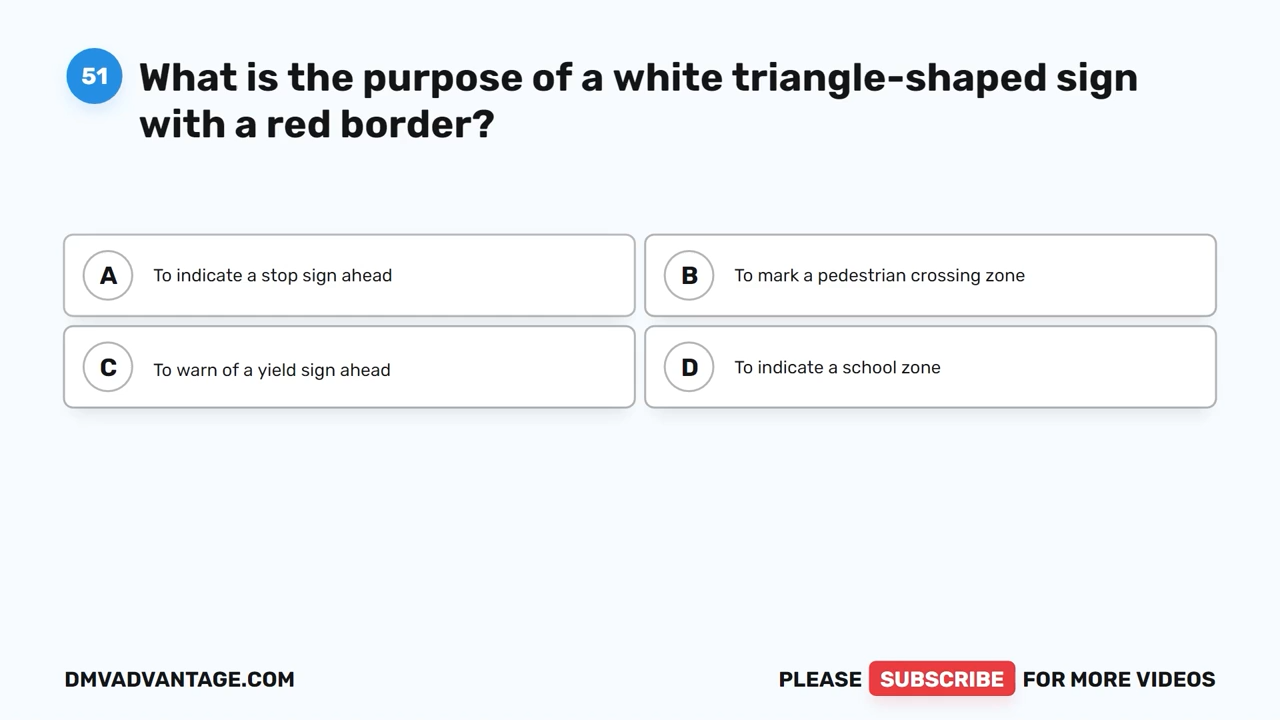 51
What is the purpose of a white triangle-shaped sign
with a red border?
A To indicate a stop sign ahead
B To mark a pedestrian crossing zone
C To warn of a yield sign ahead
D To indicate a school zone
DMVADVANTAGE.COM
PLEASE SUBSCRIBE FOR MORE VIDEOS